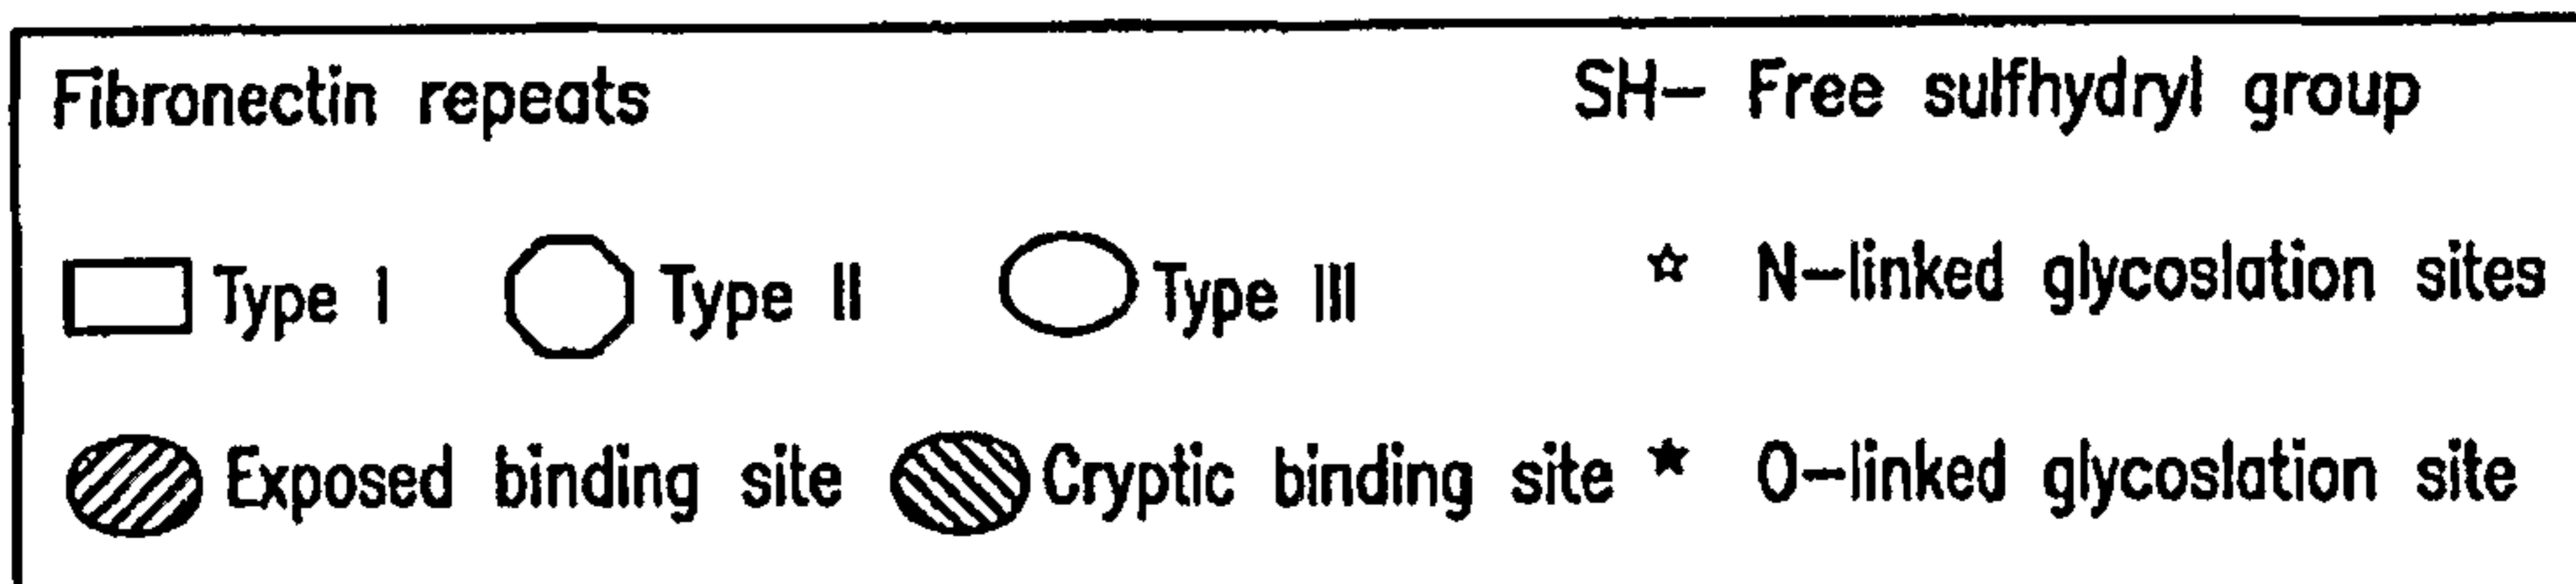 Fibronectin repeats
SH– Free sulfhydryl group
Type I
Type II
Type III
☆ N–linked glycoslation sites
Exposed binding site
Cryptic binding site
★ O–linked glycoslation site